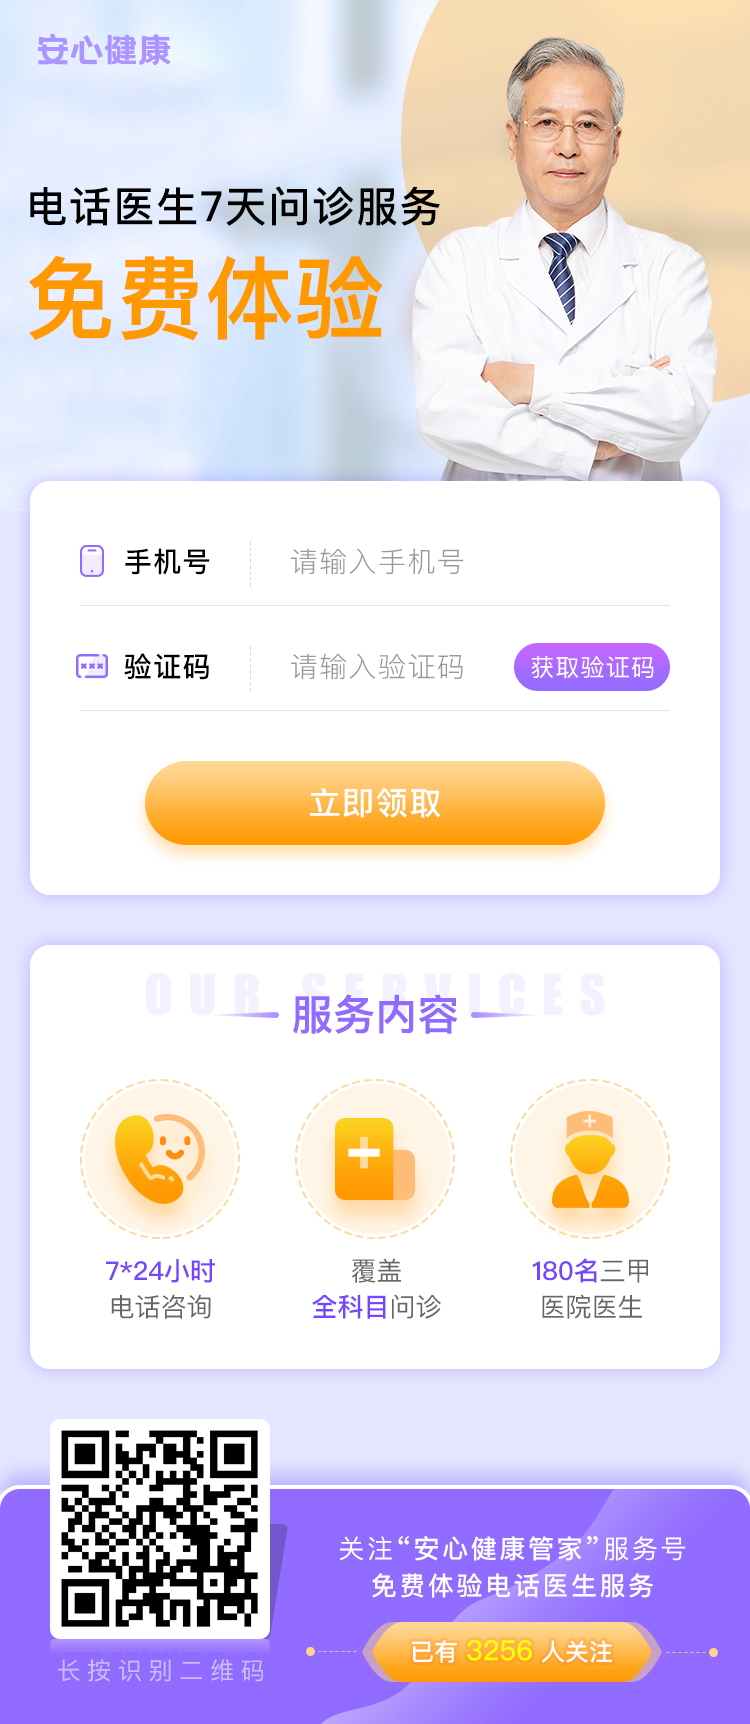 安心健康
电话医生7天问诊服务
免费体验
手机号 请输入手机号
验证码 请输入验证码 获取验证码
立即领取
OUR SERVICES
服务内容
7*24小时
电话咨询
覆盖
全科目问诊
180名三甲
医院医生
关注“安心健康管家”服务号
免费体验电话医生服务
已有 3256 人关注
长按识别二维码